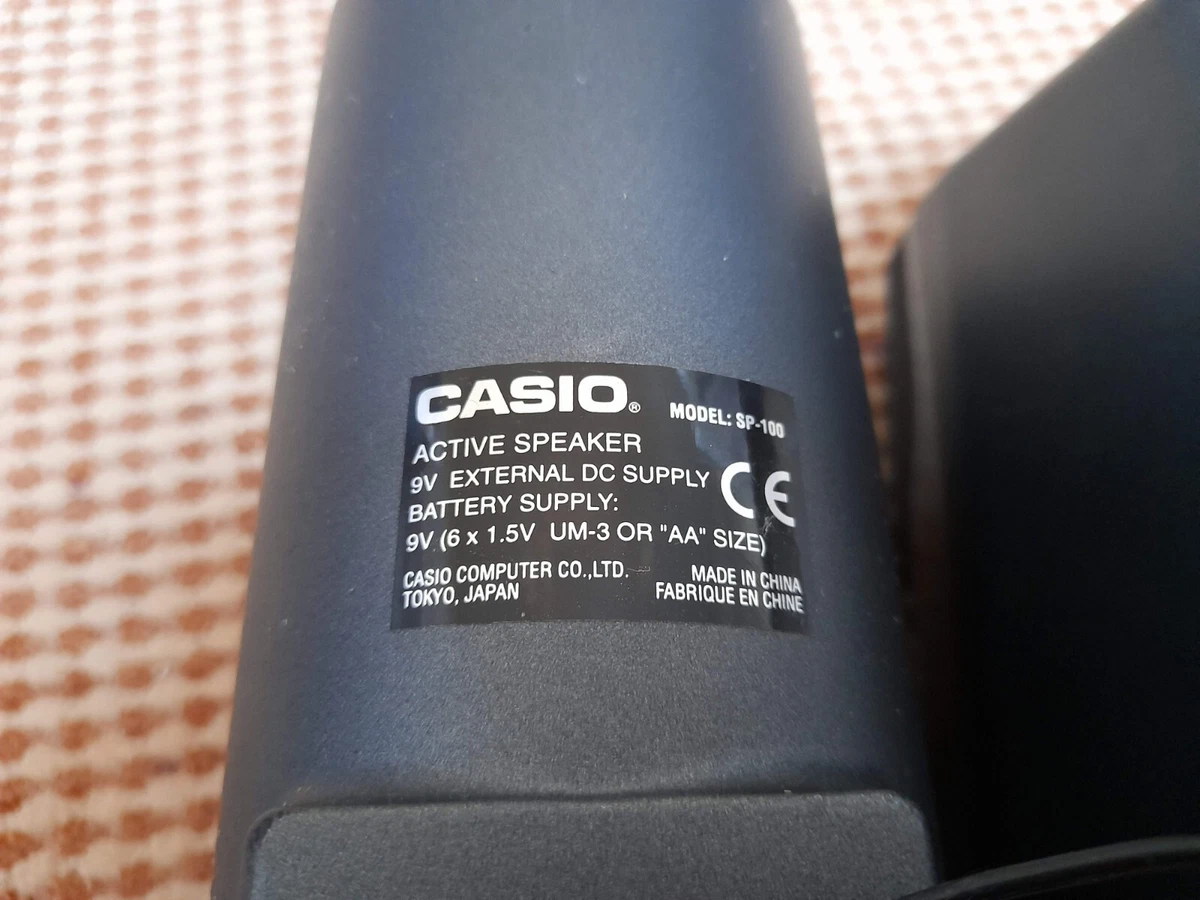 CASIO® MODEL: SP-100
ACTIVE SPEAKER
9V EXTERNAL DC SUPPLY CE
BATTERY SUPPLY:
9V (6 x 1.5V UM-3 OR "AA" SIZE)
CASIO COMPUTER CO.,LTD. MADE IN CHINA
TOKYO, JAPAN FABRIQUE EN CHINE